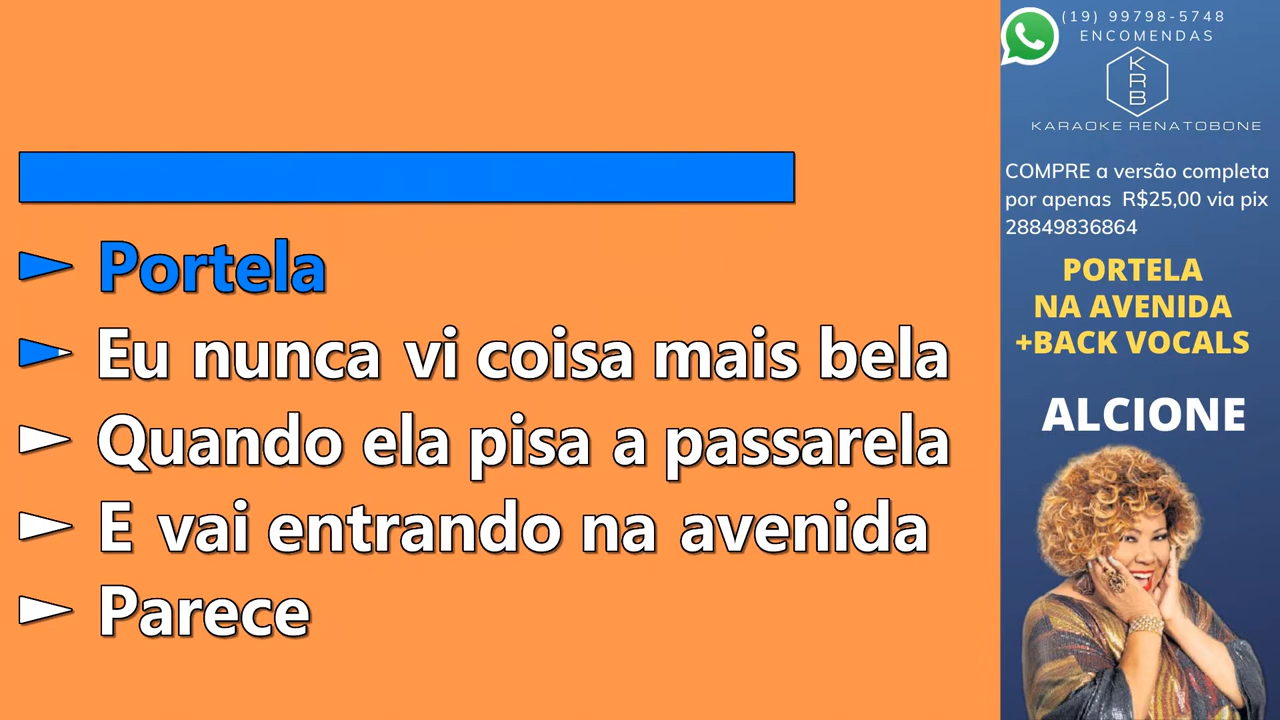 Portela
Eu nunca vi coisa mais bela
Quando ela pisa a passarela
E vai entrando na avenida
Parece
(19) 99798-5748
ENCOMENDAS
K
R
B
KARAOKE RENATOBONE
COMPRE a versão completa
por apenas R$25,00 via pix
28849836864
PORTELA
NA AVENIDA
+BACK VOCALS
ALCIONE